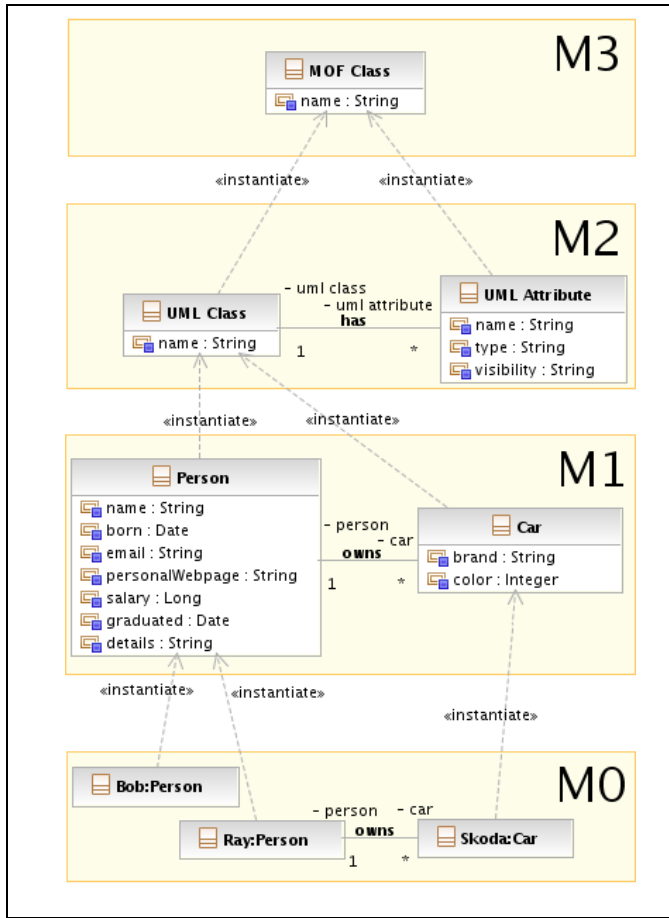 M3
MOF Class
name : String
«instantiate»
«instantiate»
M2
- uml class
- uml attribute
has
1
*
UML Class
name : String
UML Attribute
name : String
type : String
visibility : String
«instantiate»
«instantiate»
M1
Person
name : String
born : Date
email : String
personalWebpage : String
salary : Long
graduated : Date
details : String
- person
- car
owns
1
*
Car
brand : String
color : Integer
«instantiate»
«instantiate»
«instantiate»
M0
Bob:Person
Ray:Person
- person
- car
owns
1
*
Skoda:Car